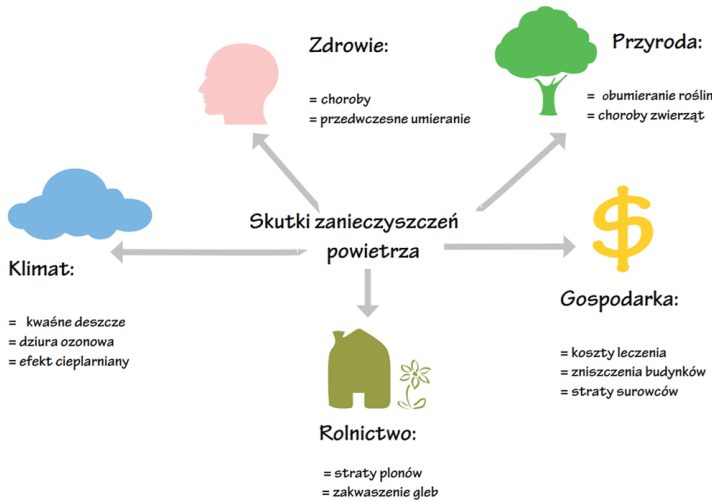 Zdrowie:
= choroby
= przedwczesne umieranie
Przyroda:
= obumieranie roślin
= choroby zwierząt
Skutki zanieczyszczeń
powietrza
Klimat:
= kwaśne deszcze
= dziura ozonowa
= efekt cieplarniany
Gospodarka:
= koszty leczenia
= zniszczenia budynków
= straty surowców
Rolnictwo:
= straty plonów
= zakwaszenie gleb